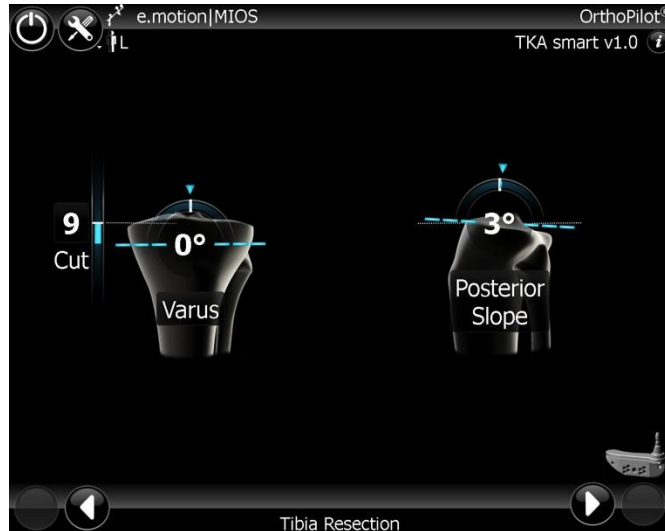 e.motion|MIOS
OrthoPilot®
L
TKA smart v1.0
i
9
Cut
0°
Varus
3°
Posterior
Slope
Tibia Resection